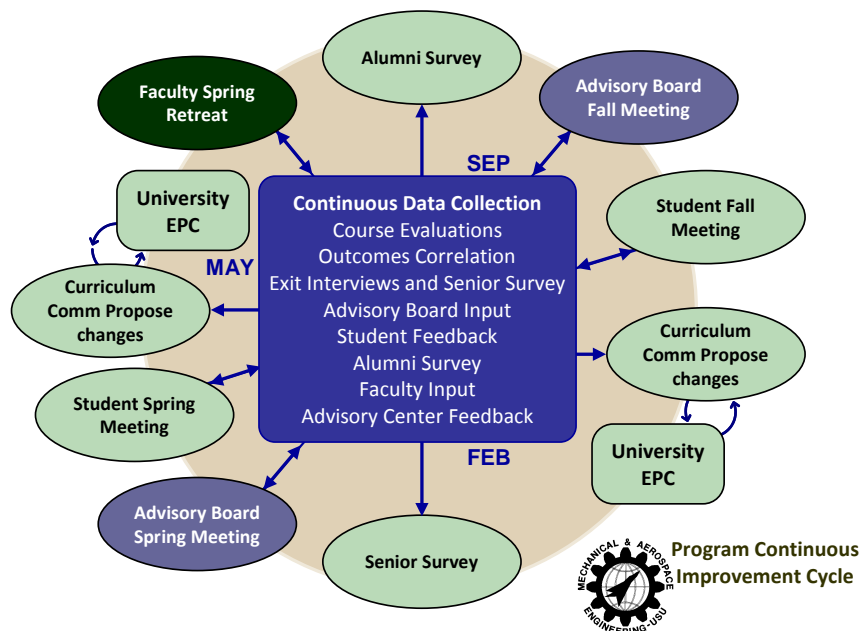 Alumni Survey
Faculty Spring
Retreat
Advisory Board
Fall Meeting
SEP
University
EPC
Continuous Data Collection
Course Evaluations
Outcomes Correlation
Exit Interviews and Senior Survey
Advisory Board Input
Student Feedback
Alumni Survey
Faculty Input
Advisory Center Feedback
Student Fall
Meeting
MAY
Curriculum
Comm Propose
changes
Curriculum
Comm Propose
changes
Student Spring
Meeting
University
EPC
FEB
Advisory Board
Spring Meeting
Senior Survey
MECHANICAL & AEROSPACE
ENGINEERING-USU
Program Continuous
Improvement Cycle